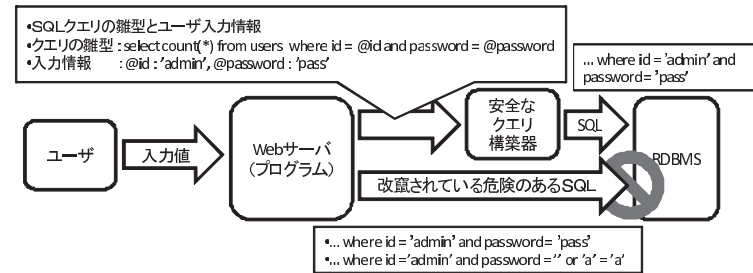 •SQLクエリの雛型とユーザ入力情報
•クエリの雛型 : select count(*) from users where id = @id and password = @password
•入力情報 : @id : 'admin', @password : 'pass'
... where id = 'admin' and
password = 'pass'
ユーザ
入力値
Webサーバ
(プログラム)
安全な
クエリ
構築器
SQL
RDBMS
改竄されている危険のあるSQL
•... where id = 'admin' and password = 'pass'
•... where id ='admin' and password ='' or 'a' = 'a'